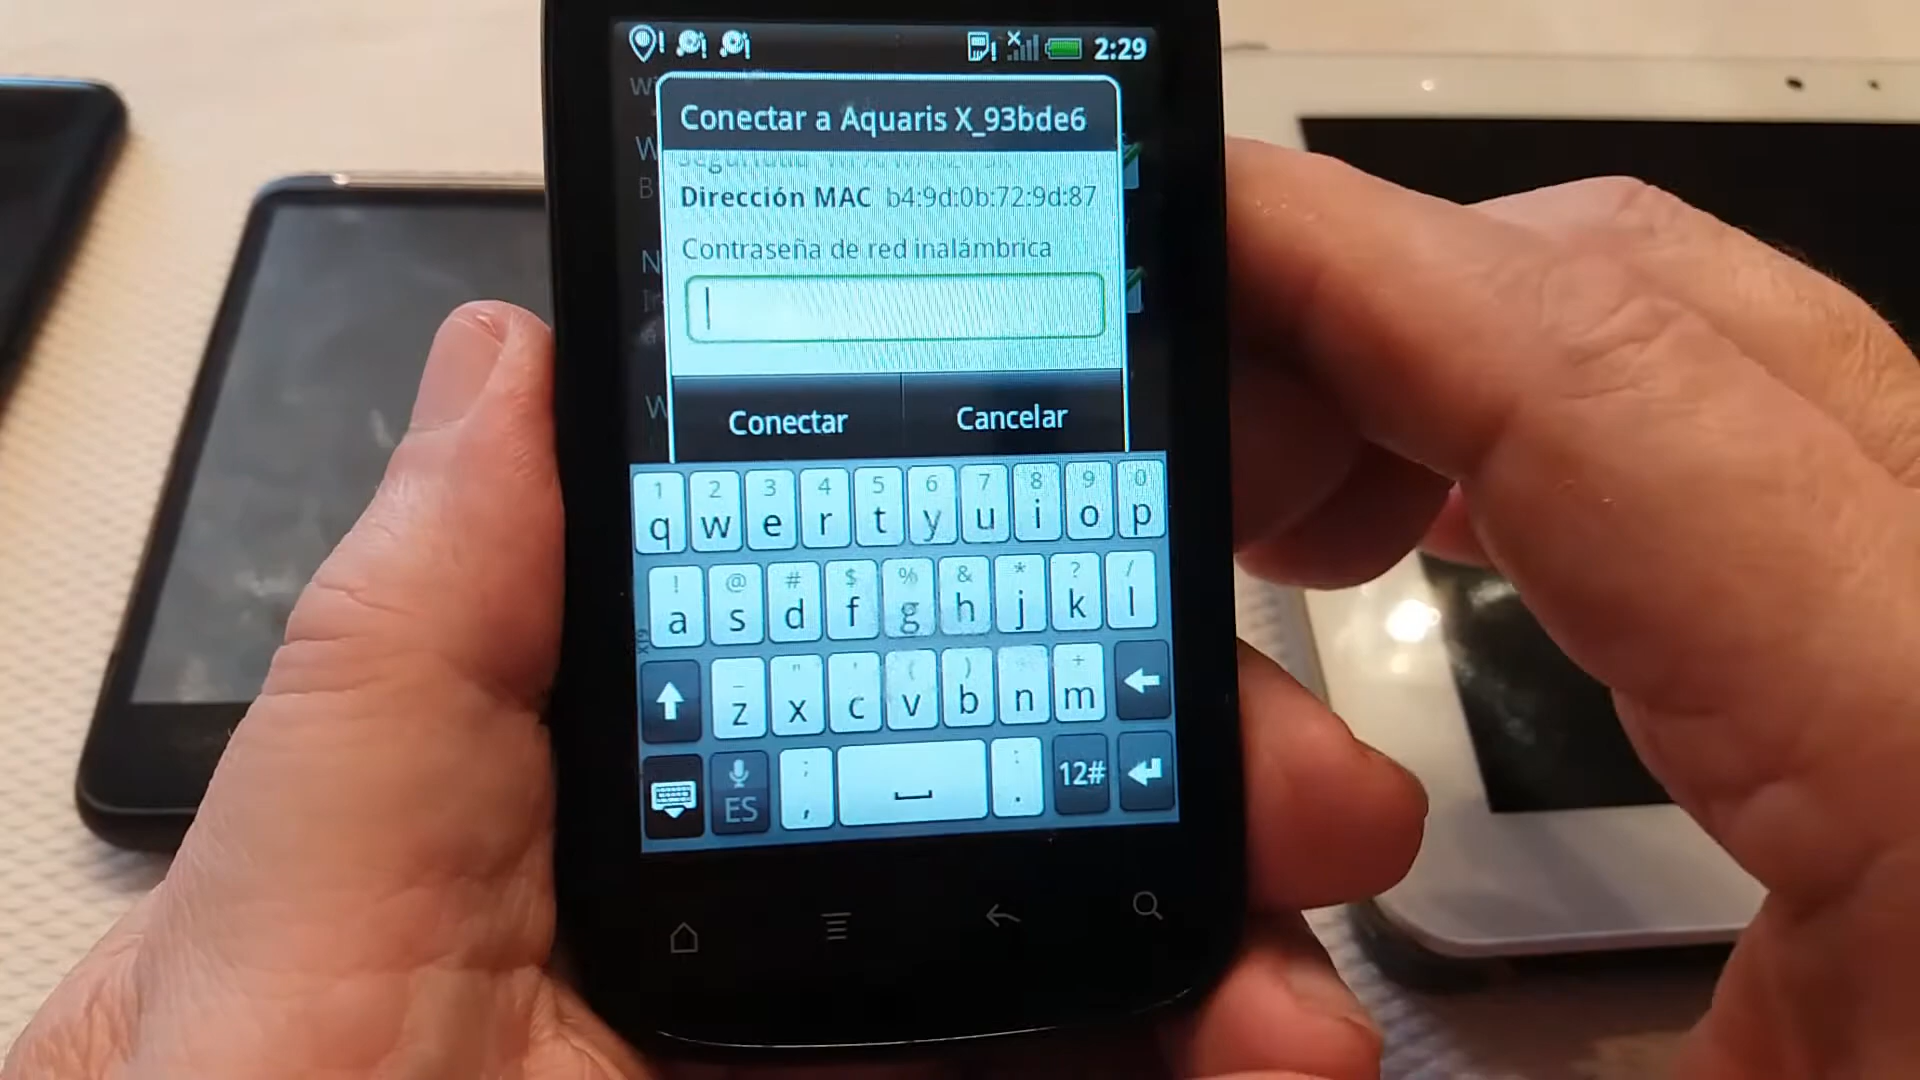 2:29
Conectar a Aquaris X_93bde6
Dirección MAC b4:9d:0b:72:9d:87
Contraseña de red inalámbrica
Conectar Cancelar
1 2 3 4 5 6 7 8 9 0
q w e r t y u i o p
! @ # $ % & * ? /
a s d f g h j k l
_ " ' ( ) +
z x c v b n m
ES ; , : . 12#